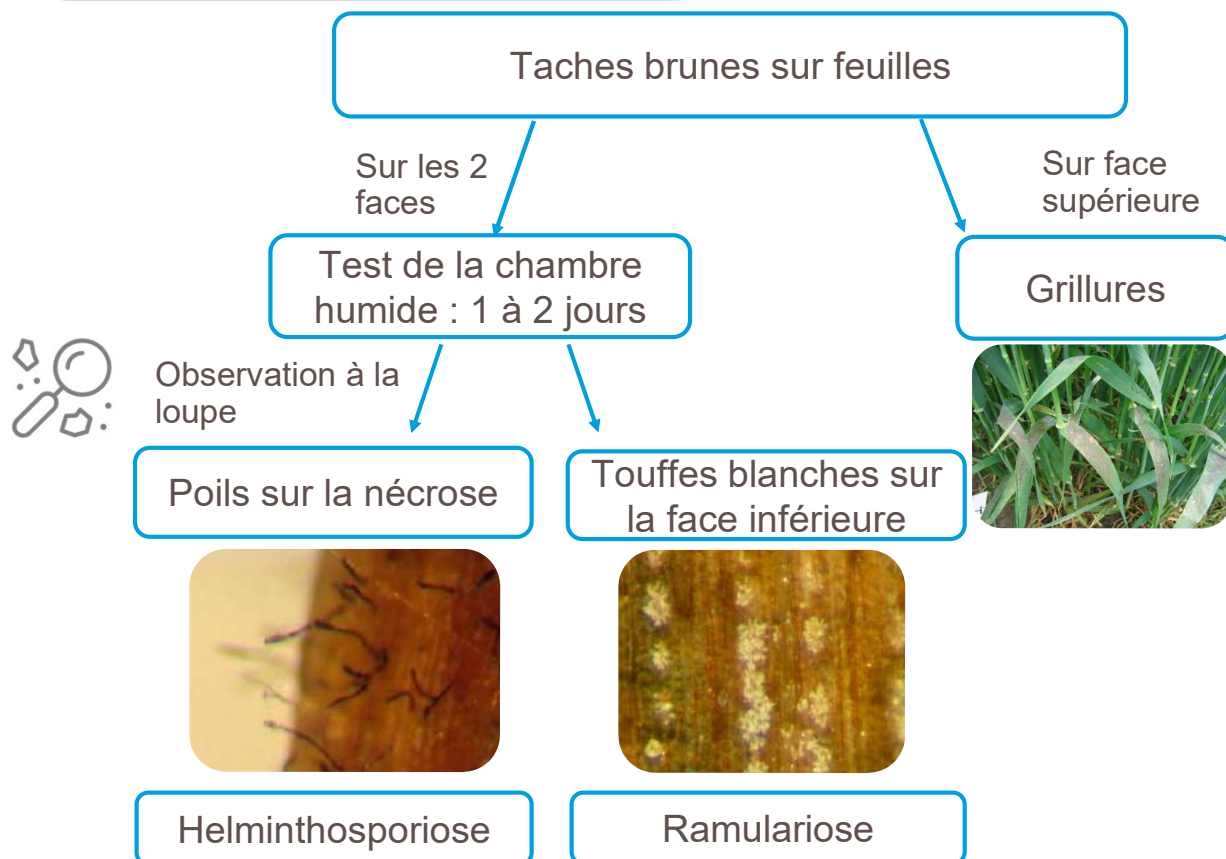 Taches brunes sur feuilles
Sur les 2
faces
Sur face
supérieure
Test de la chambre
humide : 1 à 2 jours
Grillures
Observation à la
loupe
Poils sur la nécrose
Touffes blanches sur
la face inférieure
Helminthosporiose
Ramulariose